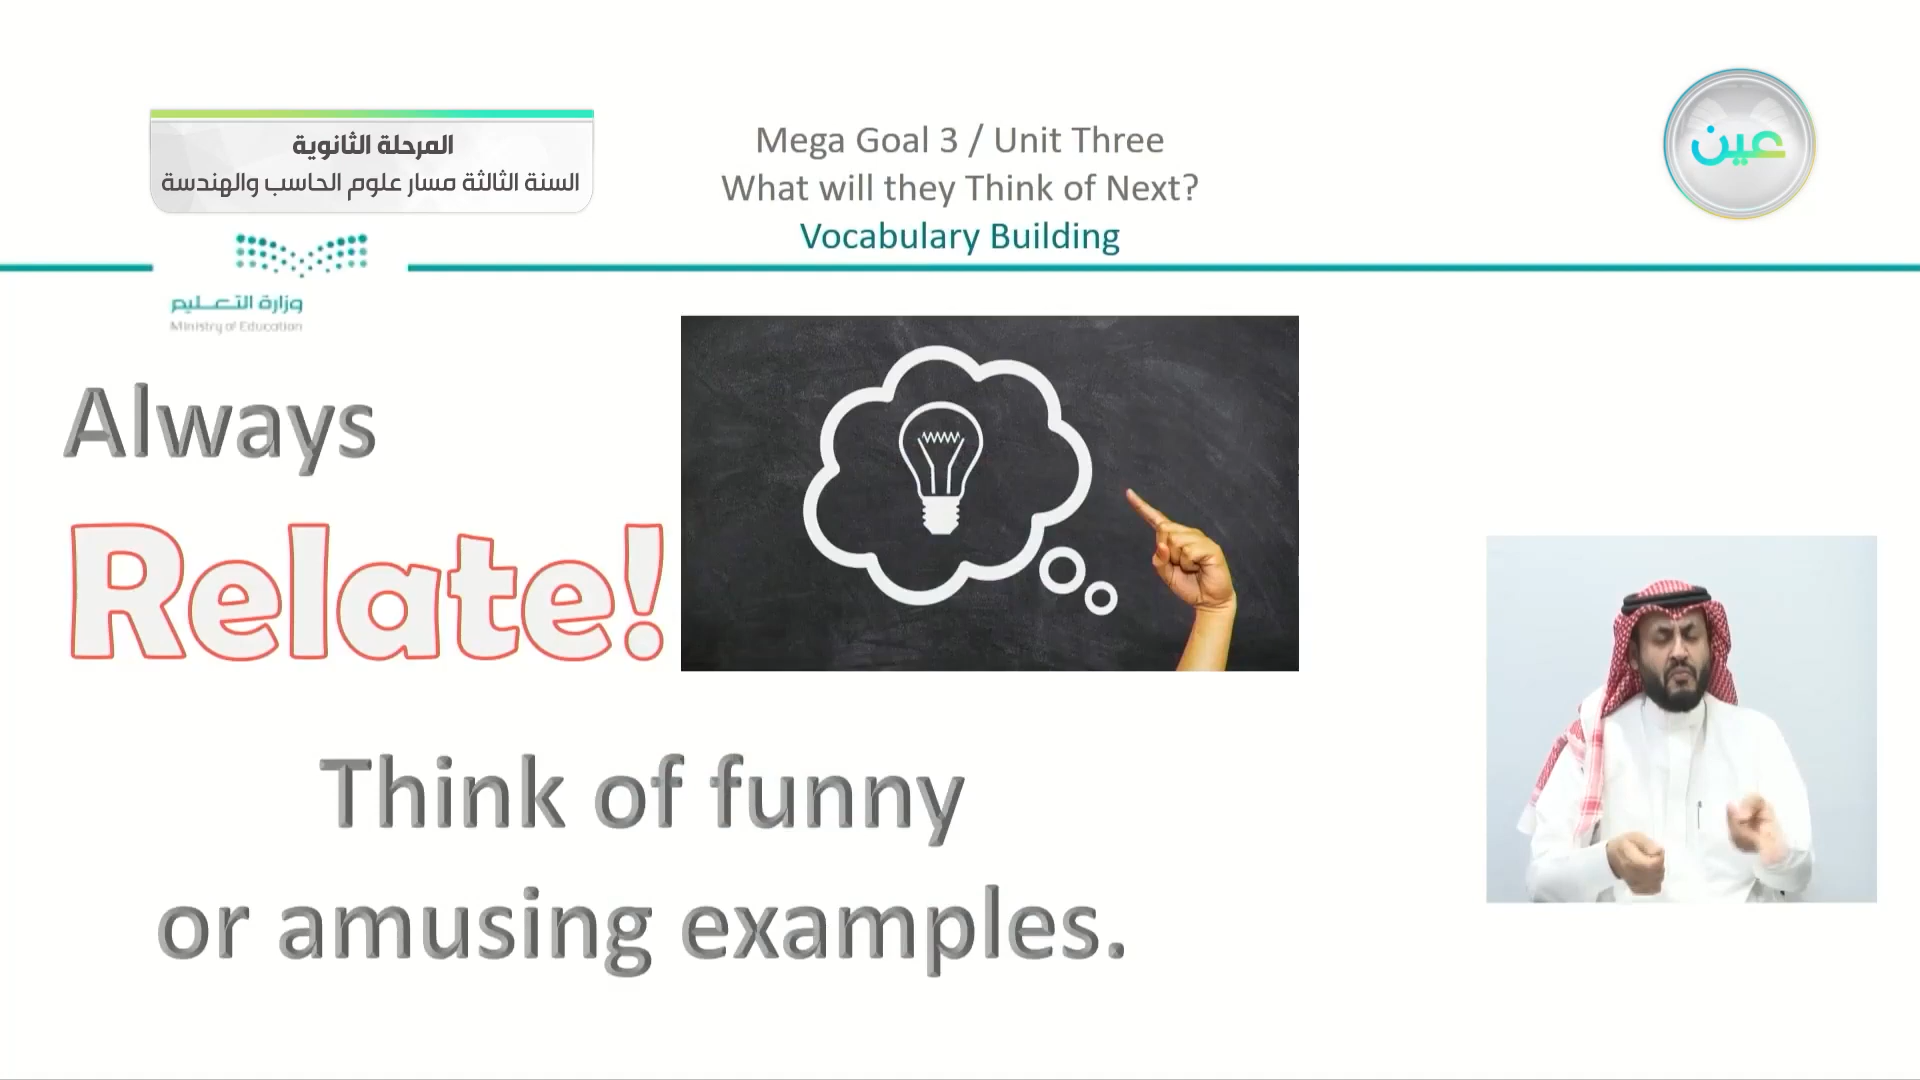 المرحلة الثانوية
السنة الثالثة مسار علوم الحاسب والهندسة
Mega Goal 3 / Unit Three
What will they Think of Next?
Vocabulary Building
عين
وزارة التعليم
Ministry of Education
Always
Relate!
Think of funny
or amusing examples.